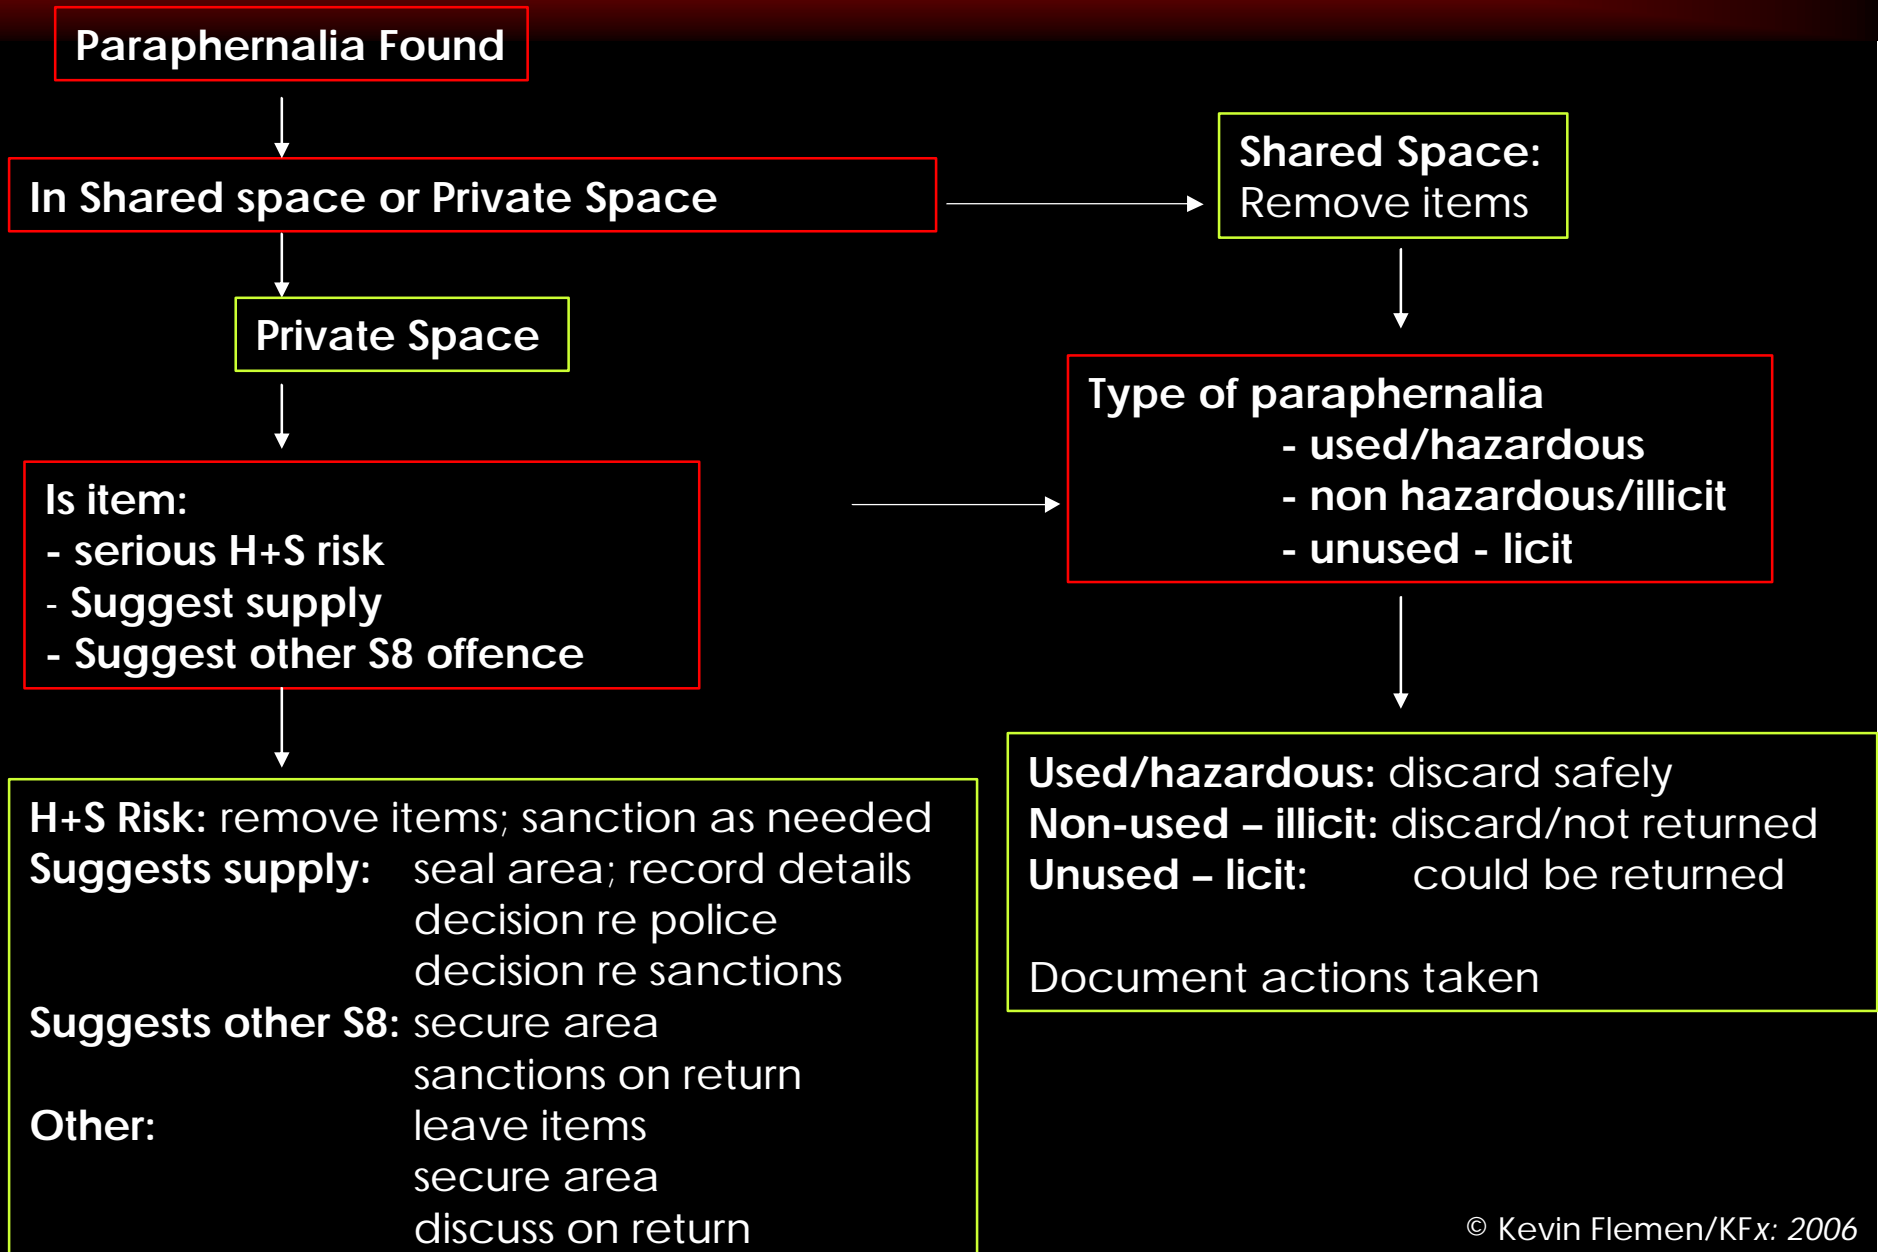 Paraphernalia Found
In Shared space or Private Space
Shared Space:
Remove items
Private Space
Is item:
- serious H+S risk
- Suggest supply
- Suggest other S8 offence
Type of paraphernalia
- used/hazardous
- non hazardous/illicit
- unused - licit
H+S Risk: remove items; sanction as needed
Suggests supply: seal area; record details
decision re police
decision re sanctions
Suggests other S8: secure area
sanctions on return
Other: leave items
secure area
discuss on return
Used/hazardous: discard safely
Non-used – illicit: discard/not returned
Unused – licit: could be returned
Document actions taken
© Kevin Flemen/KFx: 2006